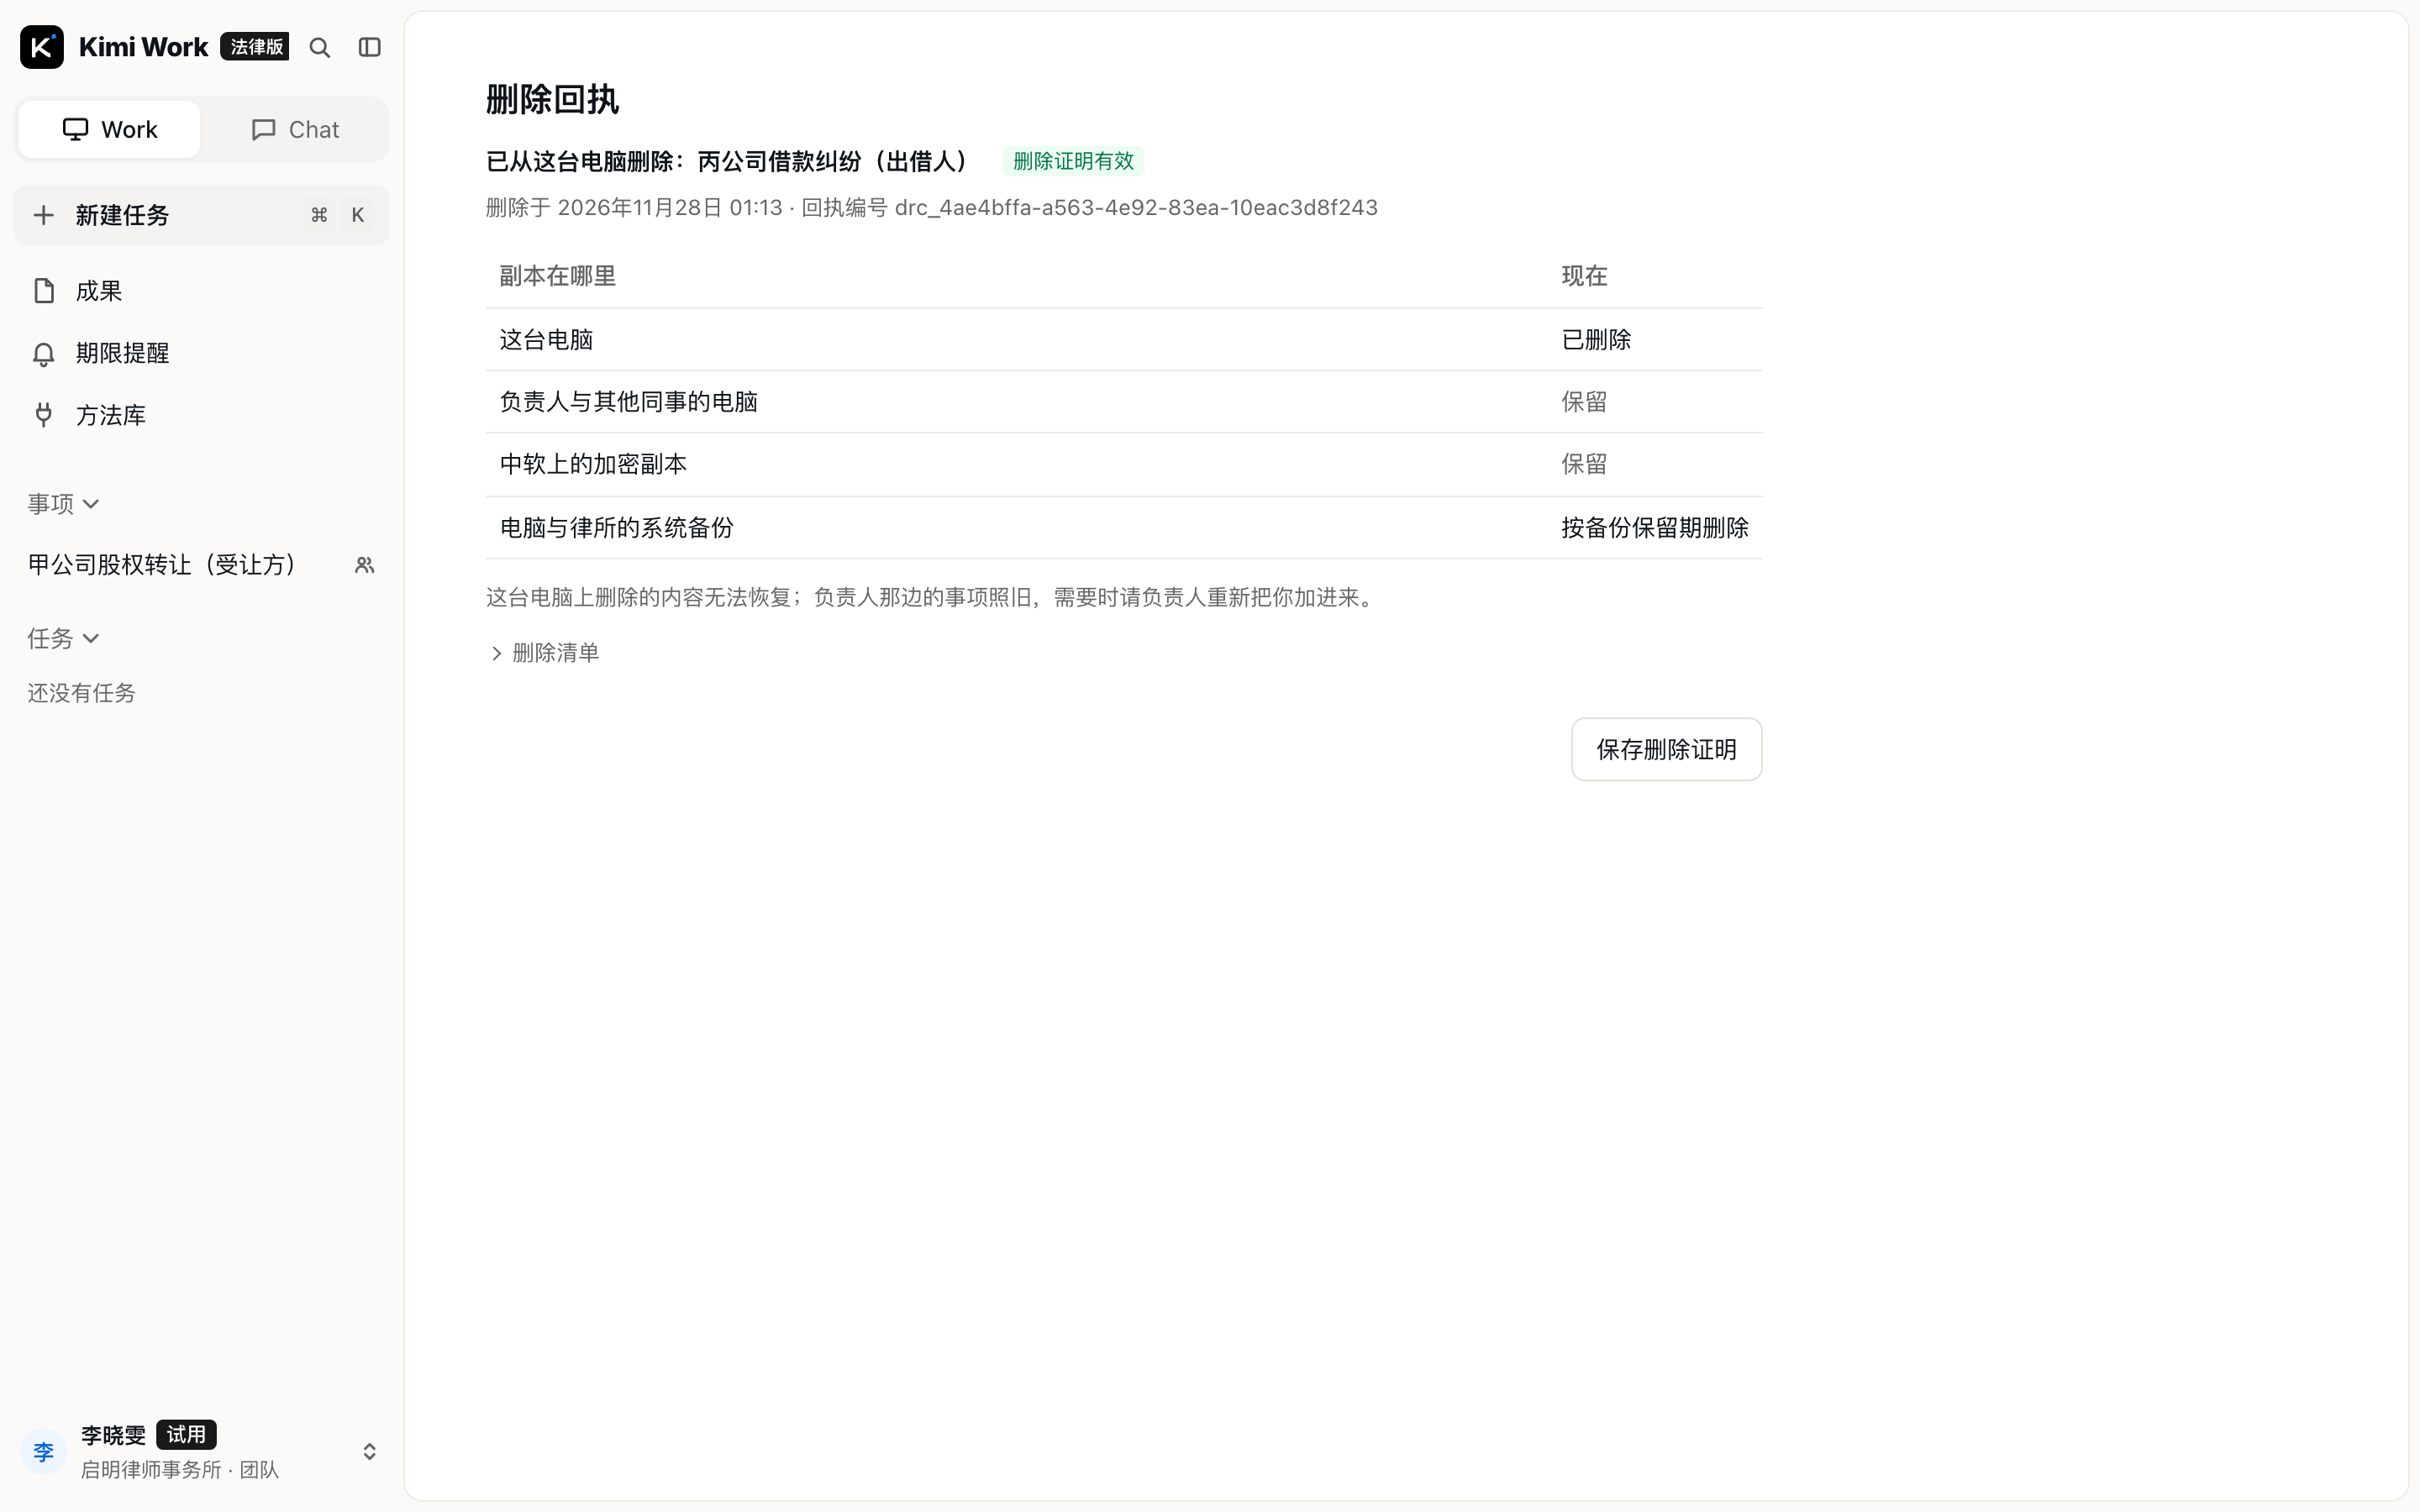 Kimi Work 法律版
Work
Chat
新建任务 ⌘ K
成果
期限提醒
方法库
事项
甲公司股权转让（受让方）
任务
还没有任务
李 李晓雯 试用
启明律师事务所 · 团队
删除回执
已从这台电脑删除：丙公司借款纠纷（出借人） 删除证明有效
删除于 2026年11月28日 01:13 · 回执编号 drc_4ae4bffa-a563-4e92-83ea-10eac3d8f243
副本在哪里 现在
这台电脑 已删除
负责人与其他同事的电脑 保留
中软上的加密副本 保留
电脑与律所的系统备份 按备份保留期删除
这台电脑上删除的内容无法恢复；负责人那边的事项照旧，需要时请负责人重新把你加进来。
删除清单
保存删除证明